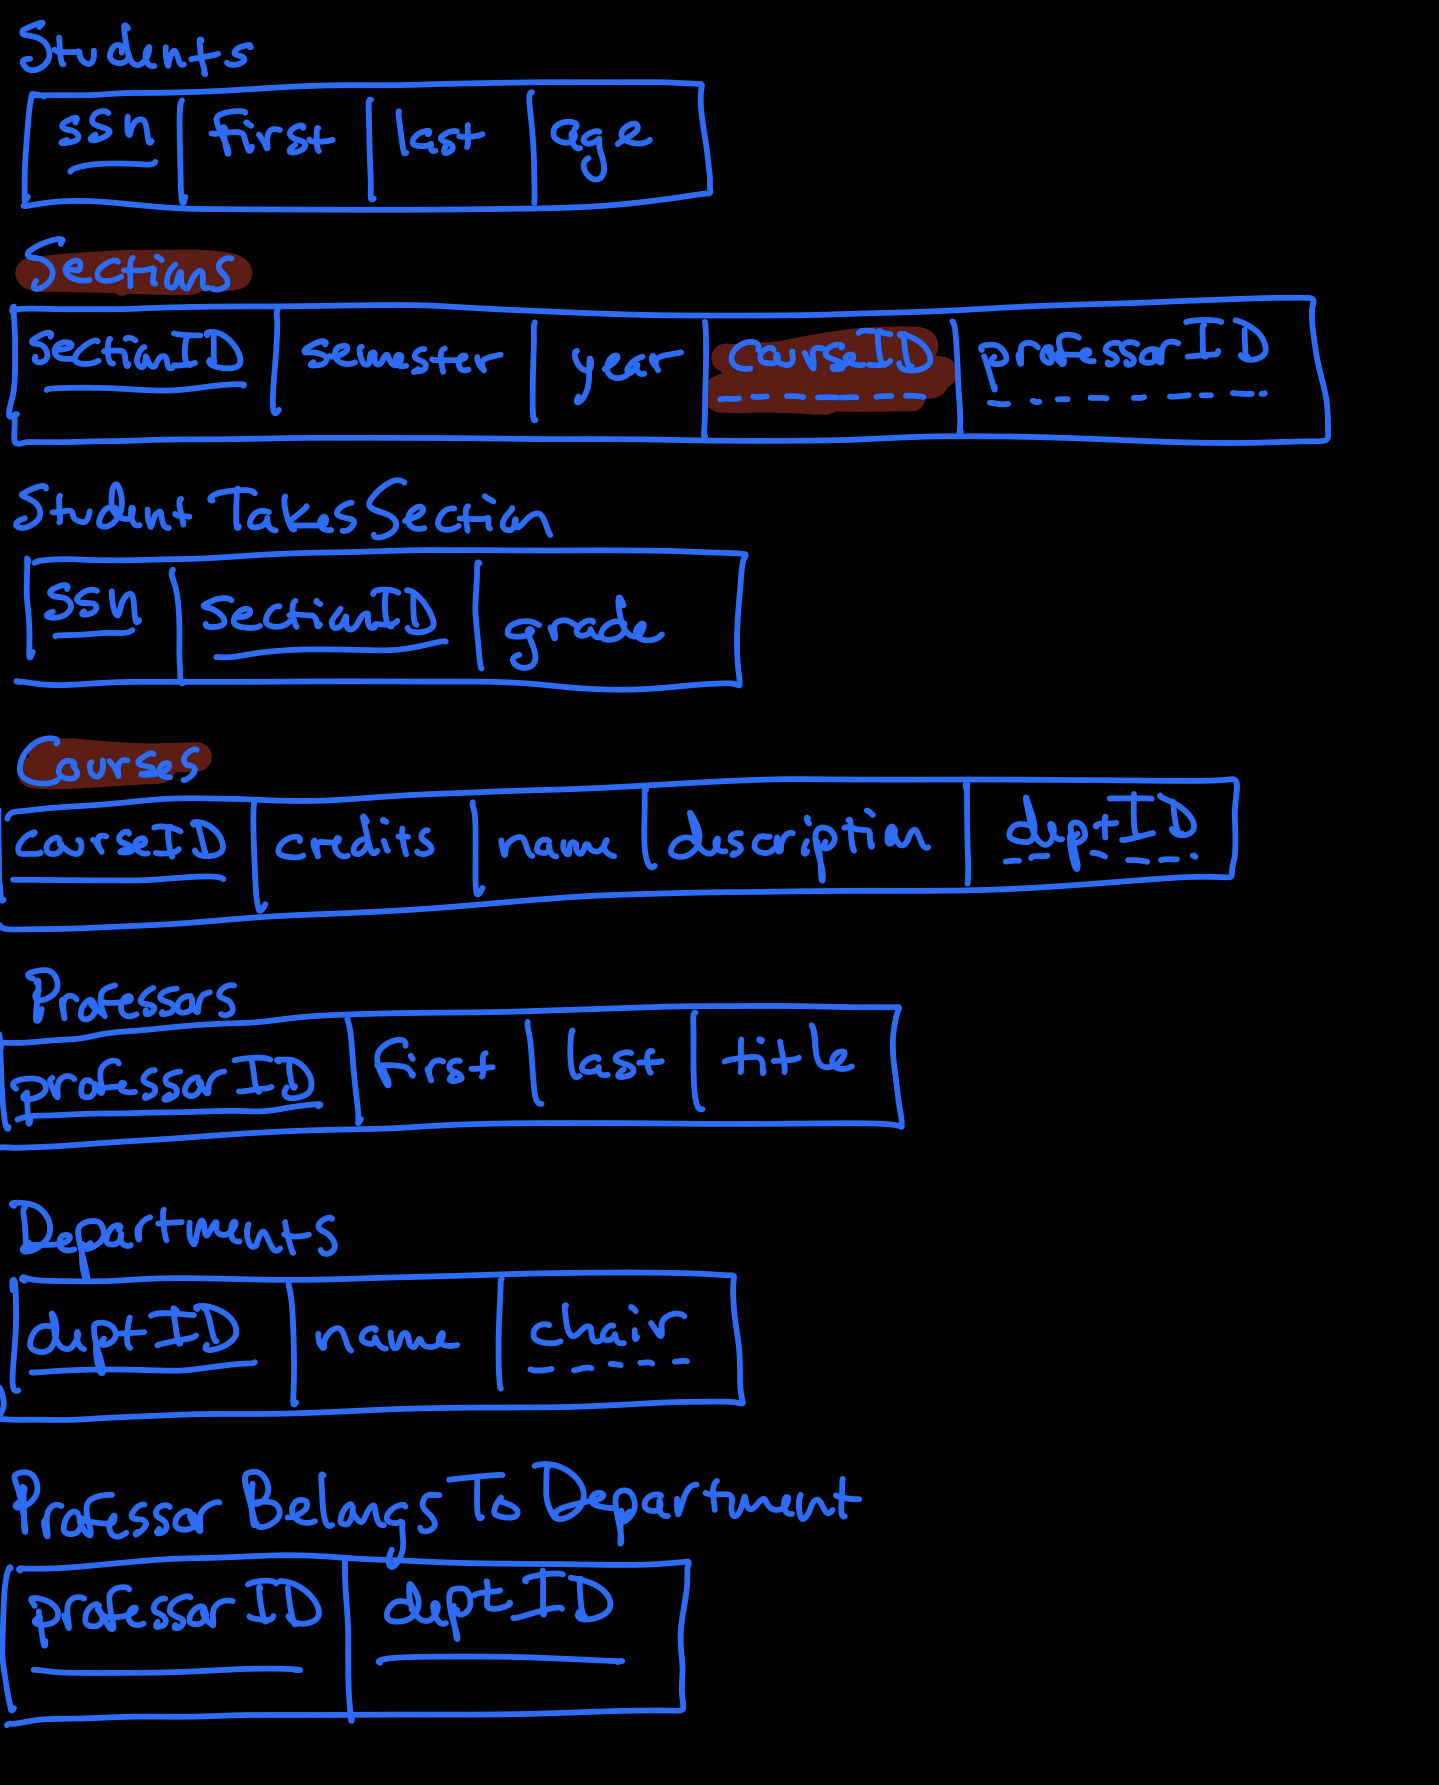 Students
ssn first last age
Sections
sectionID semester year courseID professorID
Student Takes Section
ssn sectionID grade
Courses
courseID credits name description deptID
Professors
professorID first last title
Departments
deptID name chair
Professor Belongs To Department
professorID deptID